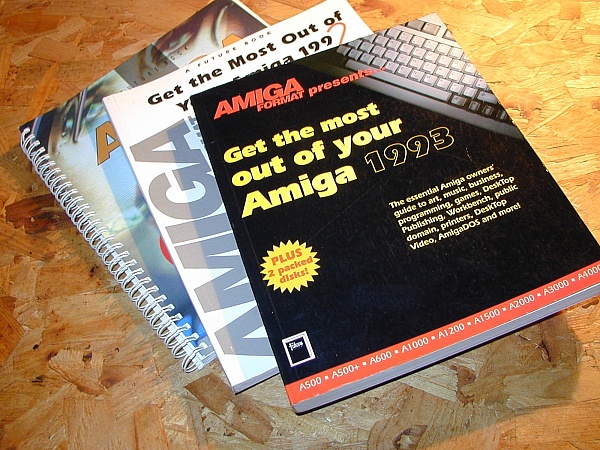 A FUTURE BOOK
Get the Most Out of
Amiga 1992
AMIGA
AMIGA
FORMAT presents...
Get the most
out of your
Amiga 1993
The essential Amiga owners'
guide to art, music, business,
programming, games, DeskTop
Publishing, Workbench, public
domain, printers, DeskTop
Video, AmigaDOS and more!
PLUS
2 packed
disks!
A500 • A500+ • A600 • A1000 • A1200 • A1500 • A2000 • A3000 • A4000